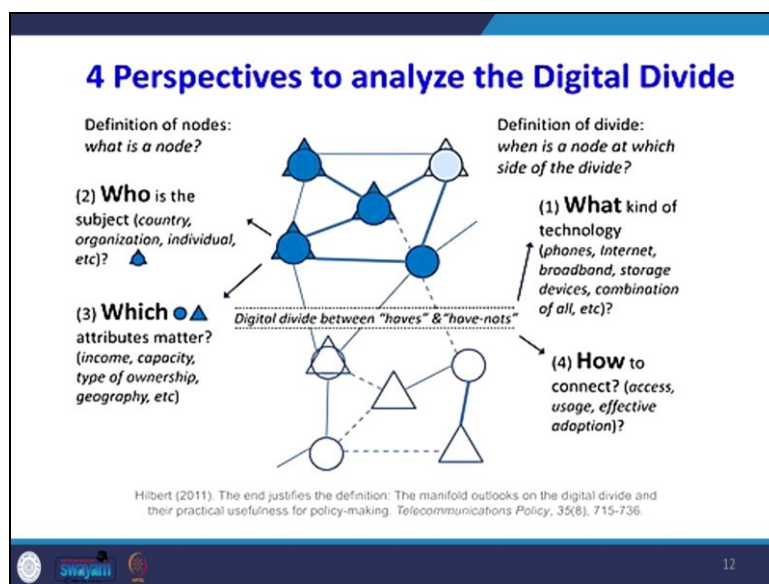 4 Perspectives to analyze the Digital Divide
Definition of nodes:
what is a node?
(2) Who is the
subject (country,
organization, individual,
etc)?
(3) Which
attributes matter?
(income, capacity,
type of ownership,
geography, etc)
Digital divide between "haves" & "have-nots"
Definition of divide:
when is a node at which
side of the divide?
(1) What kind of
technology
(phones, Internet,
broadband, storage
devices, combination
of all, etc)?
(4) How to
connect? (access,
usage, effective
adoption)?
Hilbert (2011). The end justifies the definition: The manifold outlooks on the digital divide and
their practical usefulness for policy-making. Telecommunications Policy, 35(8), 715-736.
swayam
12